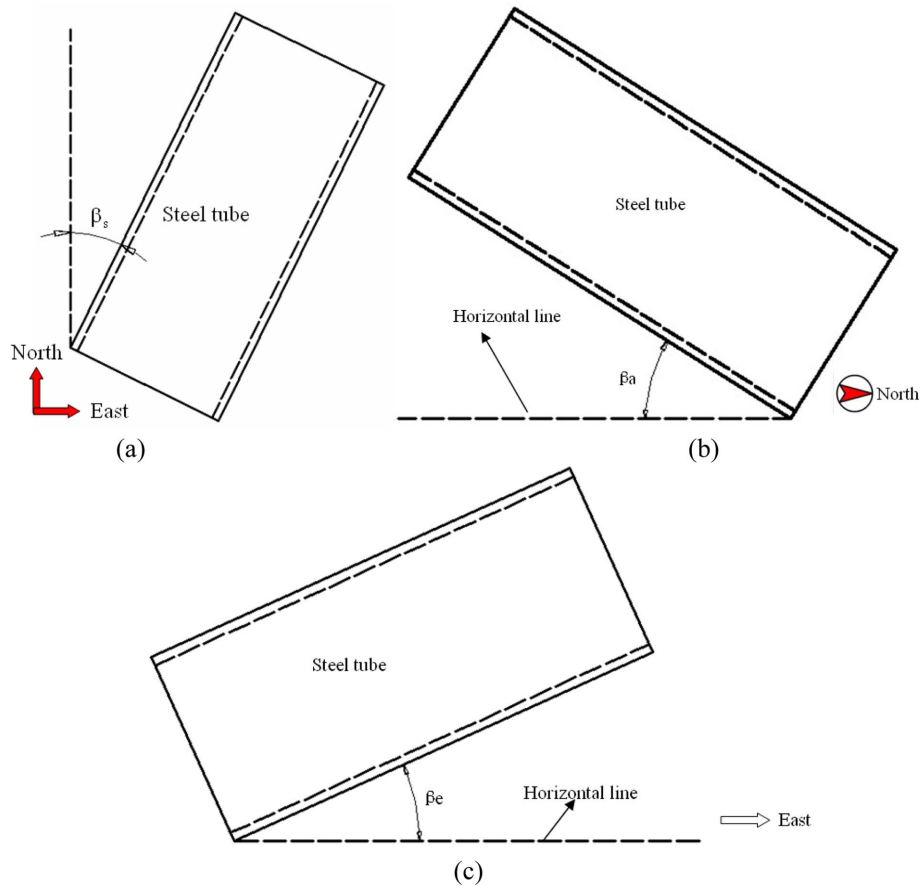 βs
Steel tube
North
East
(a)
Steel tube
Horizontal line
βa
North
(b)
Steel tube
βe
Horizontal line
East
(c)